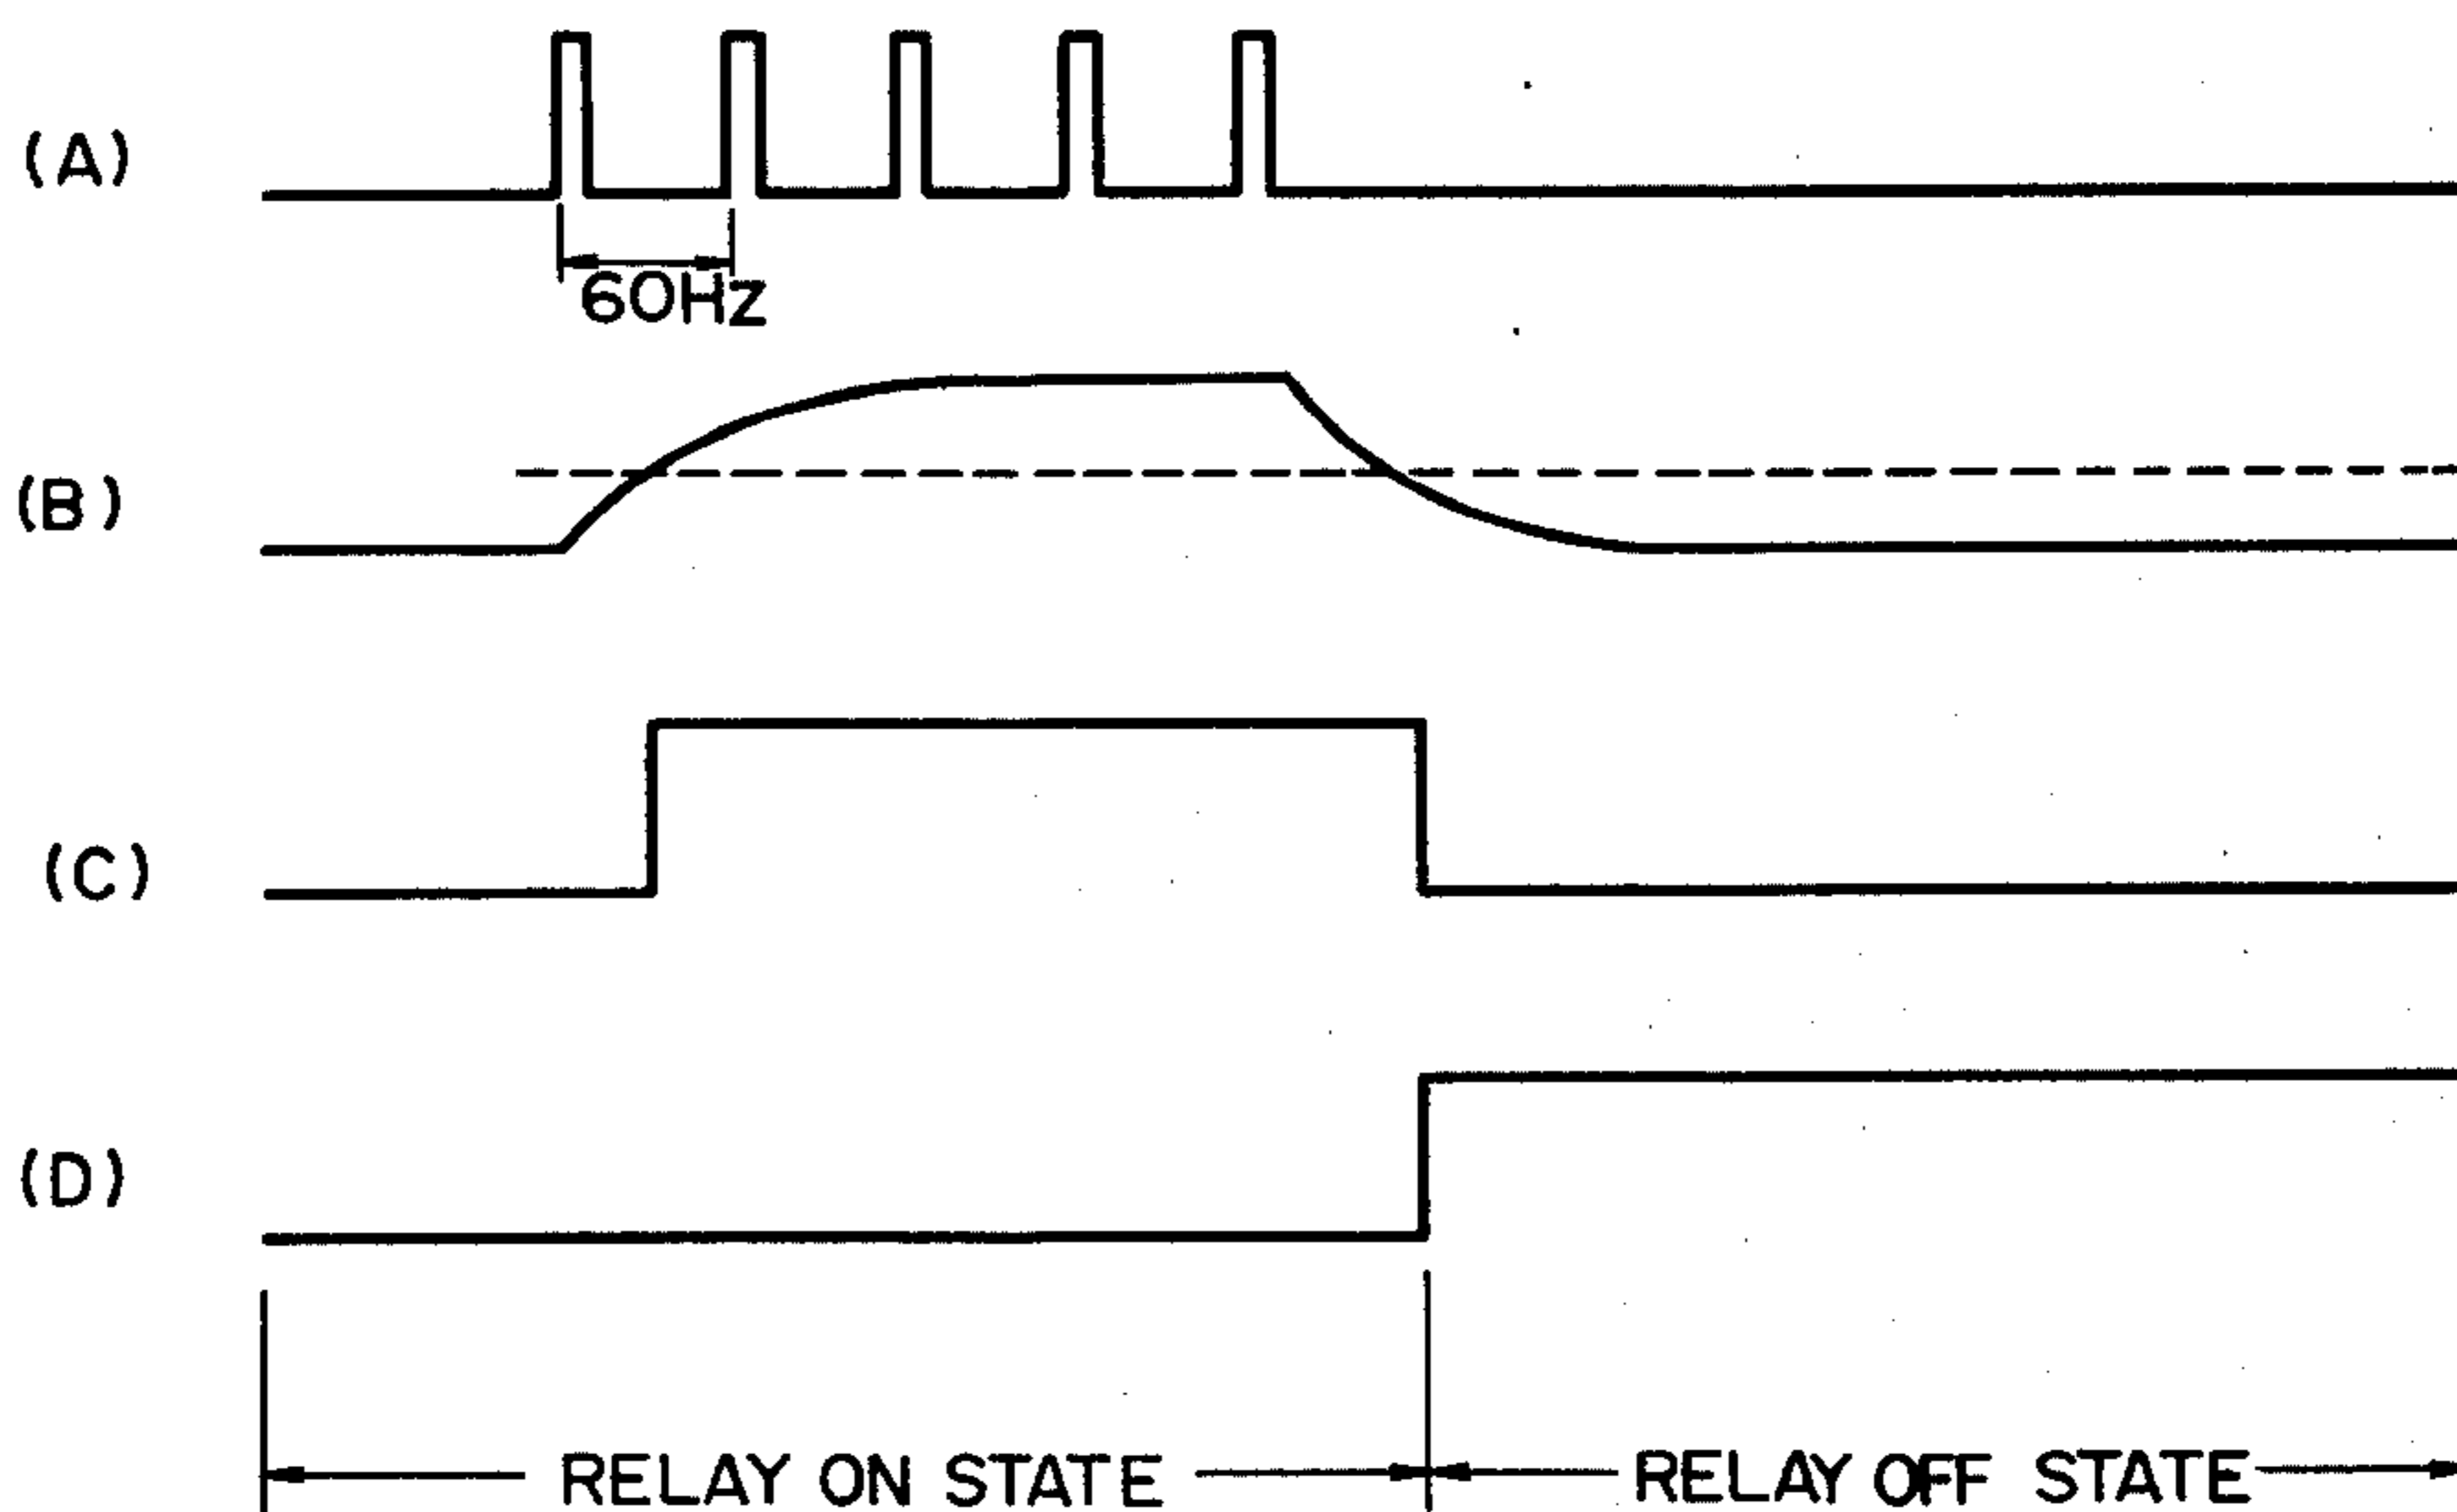 (A)
60Hz
(B)
(C)
(D)
RELAY ON STATE
RELAY OFF STATE